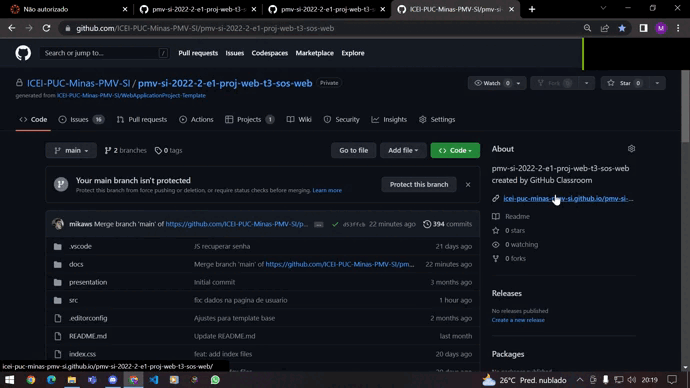 Não autorizado
pmv-si-2022-2-e1-proj-web-t3-s
pmv-si-2022-2-e1-proj-web-t3-s
ICEI-PUC-Minas-PMV-SI/pmv-si-
github.com/ICEI-PUC-Minas-PMV-SI/pmv-si-2022-2-e1-proj-web-t3-sos-web
M
Search or jump to...
/
Pull requests
Issues
Codespaces
Marketplace
Explore
ICEI-PUC-Minas-PMV-SI / pmv-si-2022-2-e1-proj-web-t3-sos-web
Private
Watch 0
Fork
Star 0
generated from ICEI-PUC-Minas-PMV-SI/WebApplicationProject-Template
Code
Issues 16
Pull requests
Actions
Projects 1
Wiki
Security
Insights
Settings
main
2 branches
0 tags
Go to file
Add file
Code
About
Your main branch isn't protected
Protect this branch from force pushing or deletion, or require status checks before merging. Learn more
Protect this branch
pmv-si-2022-2-e1-proj-web-t3-sos-web
created by GitHub Classroom
icei-puc-minas-pmv-si.github.io/pmv-si-...
Readme
0 stars
0 watching
0 forks
mikaws Merge branch 'main' of https://github.com/ICEI-PUC-Minas-PMV-SI/p... ... 22 minutes ago 394 commits
.vscode JS recuperar senha 21 days ago
docs Merge branch 'main' of https://github.com/ICEI-PUC-Minas-PMV-SI/pm... 22 minutes ago
presentation Initial commit 3 months ago
src fix: dados na pagina de usuario 1 hour ago
.editorconfig Ajustes para template base 2 months ago
README.md Update README.md last month
index.css feat: add index files 20 days ago
Releases
No releases published
Create a new release
Packages
icei-puc-minas-pmv-si.github.io/pmv-si-2022-2-e1-proj-web-t3-sos-web/
26°C Pred. nublado
20:19